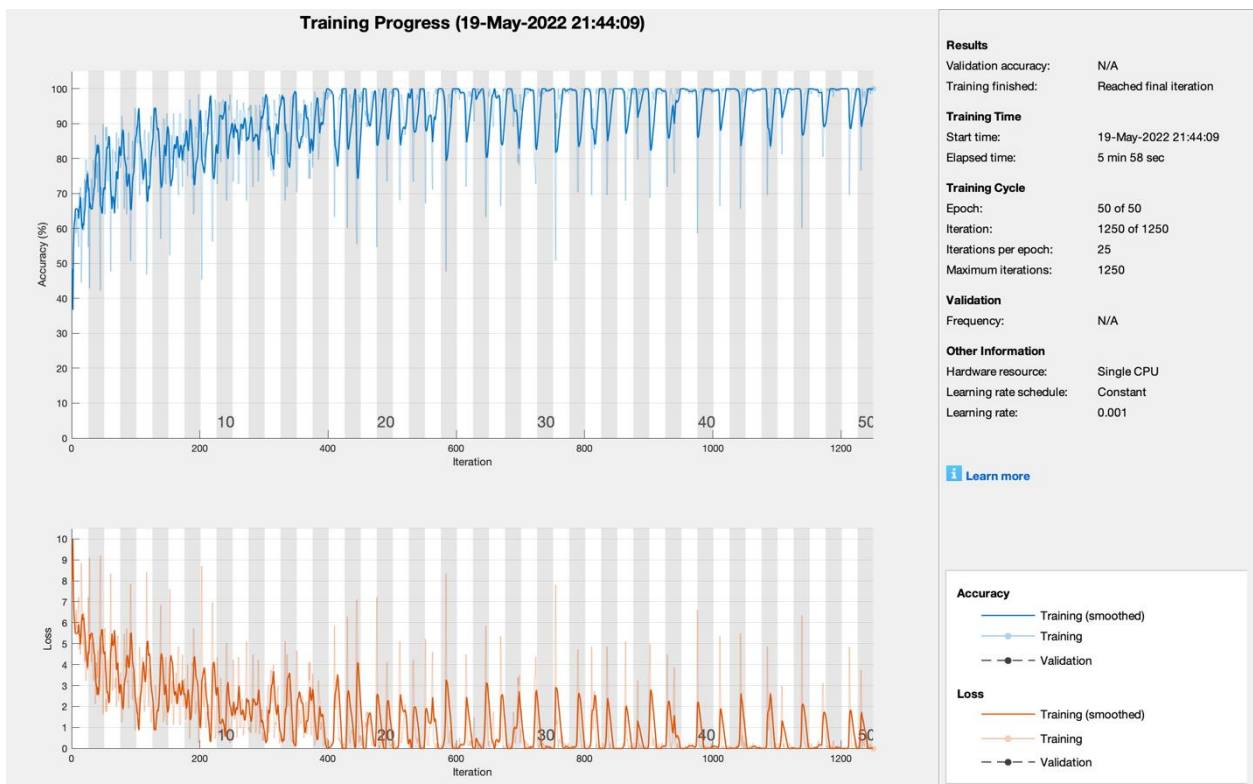 Training Progress (19-May-2022 21:44:09)
100
90
80
70
60
50
40
30
20
10
0
Accuracy (%)
10 20 30 40 50
0 200 400 600 800 1000 1200
Iteration
10
9
8
7
6
5
4
3
2
1
0
Loss
10 20 30 40 50
0 200 400 600 800 1000 1200
Iteration
Results
Validation accuracy: N/A
Training finished: Reached final iteration
Training Time
Start time: 19-May-2022 21:44:09
Elapsed time: 5 min 58 sec
Training Cycle
Epoch: 50 of 50
Iteration: 1250 of 1250
Iterations per epoch: 25
Maximum iterations: 1250
Validation
Frequency: N/A
Other Information
Hardware resource: Single CPU
Learning rate schedule: Constant
Learning rate: 0.001
i Learn more
Accuracy
Training (smoothed)
Training
Validation
Loss
Training (smoothed)
Training
Validation